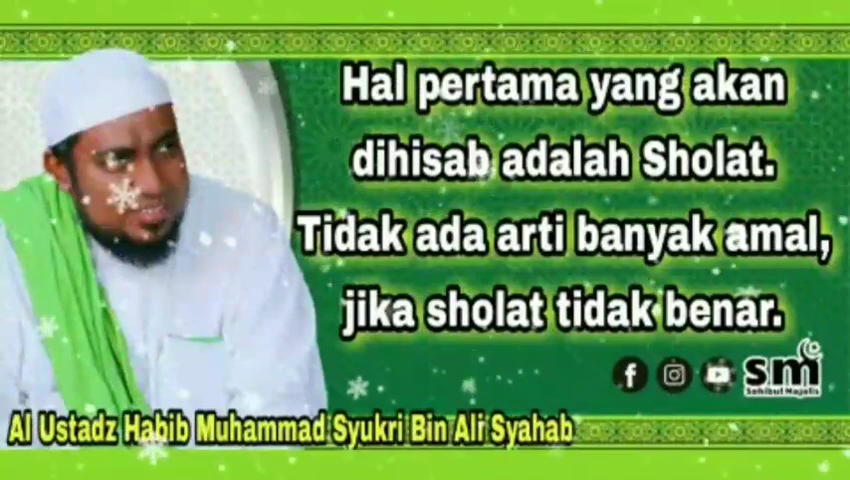 Hal pertama yang akan
dihisab adalah Sholat.
Tidak ada arti banyak amal,
jika sholat tidak benar.
sm
Sohibul Majalis
Al Ustadz Habib Muhammad Syukri Bin Ali Syahab